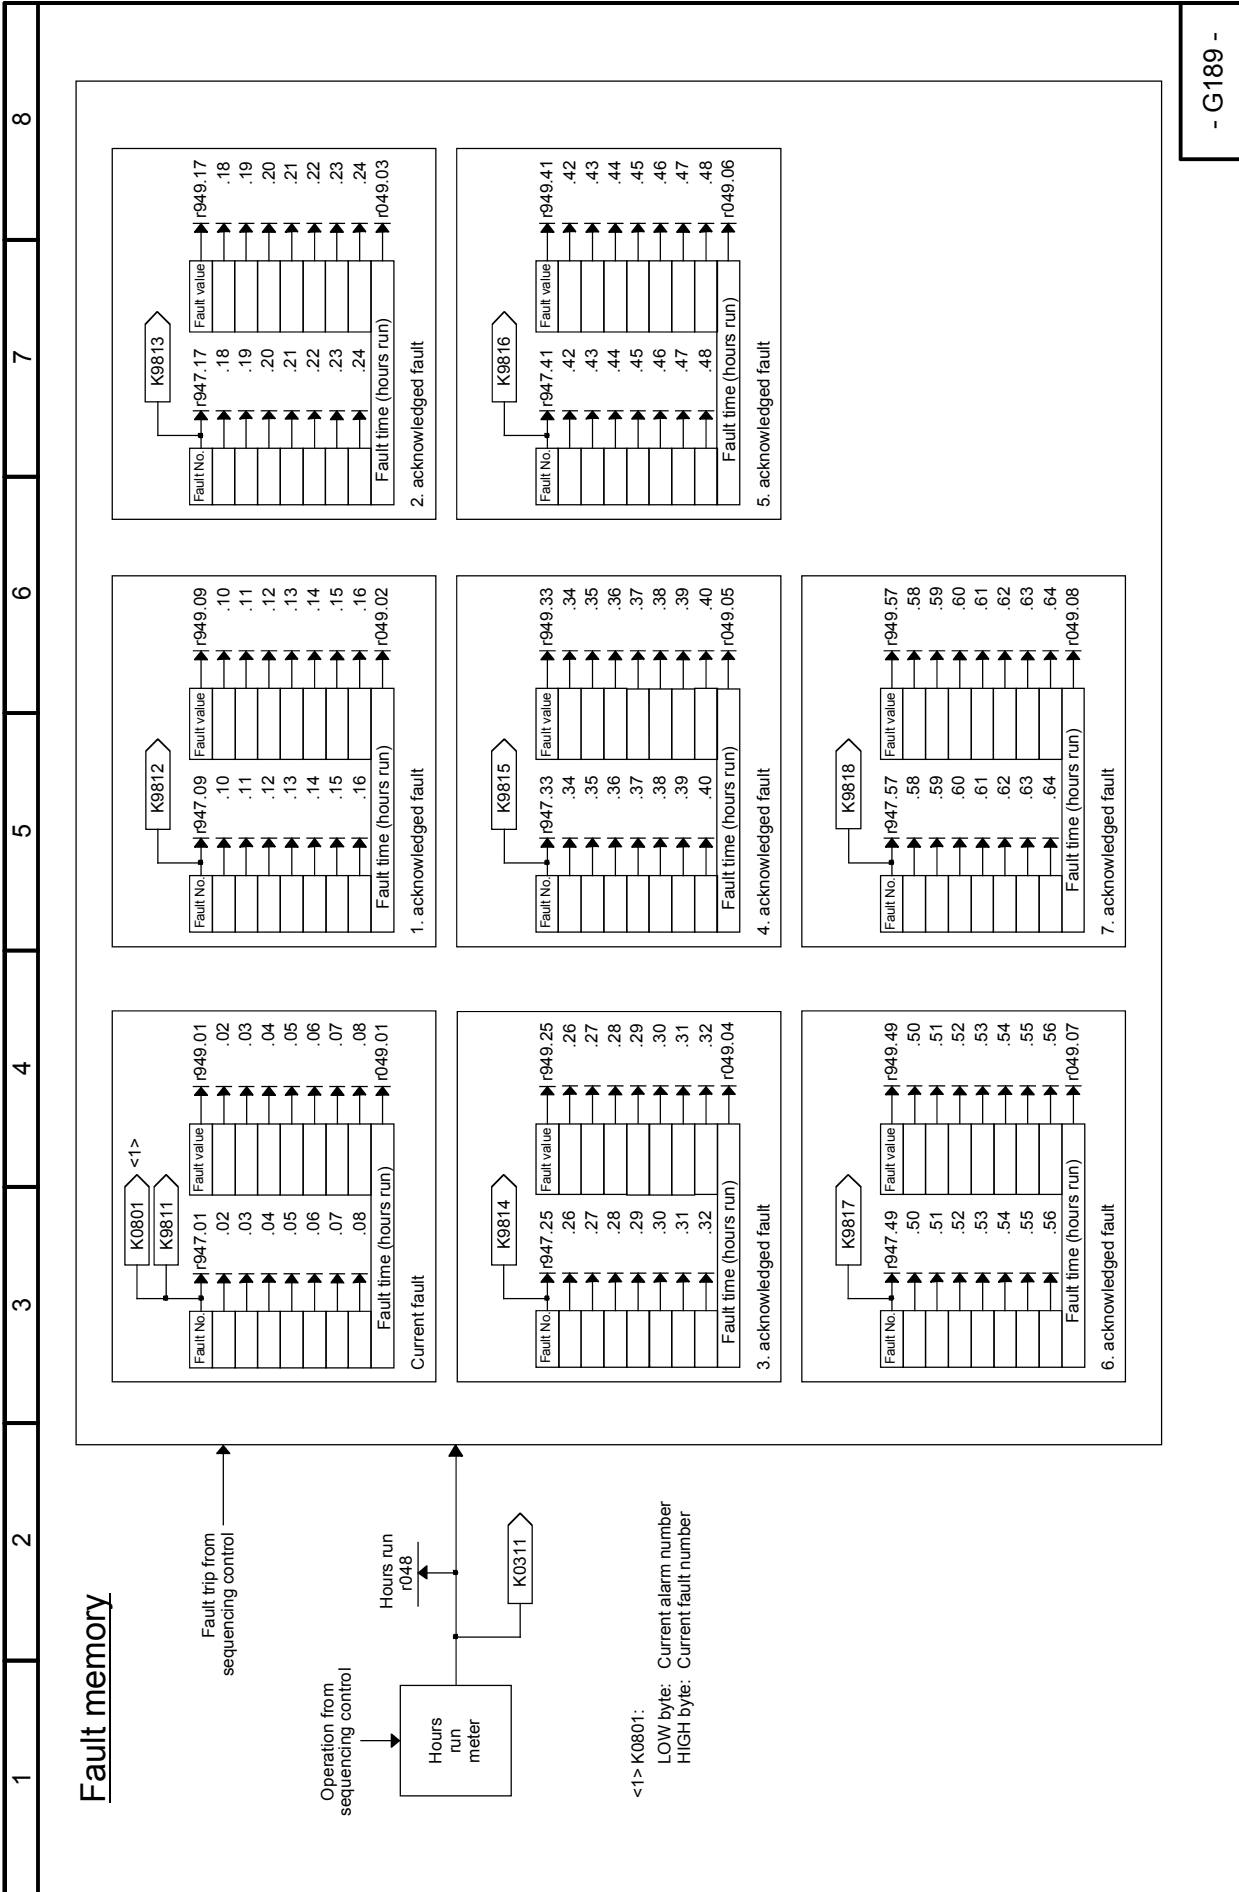 1 2 3 4 5 6 7 8
Fault memory
Fault trip from
sequencing control
Operation from
sequencing control
Hours
run
meter
Hours run
r048
K0311
<1> K0801:
LOW byte: Current alarm number
HIGH byte: Current fault number
K0801 <1>
K9811
Fault No. r947.01 Fault value r949.01
.02 .02
.03 .03
.04 .04
.05 .05
.06 .06
.07 .07
.08 .08
Fault time (hours run) r049.01
Current fault
K9812
Fault No. r947.09 Fault value r949.09
.10 .10
.11 .11
.12 .12
.13 .13
.14 .14
.15 .15
.16 .16
Fault time (hours run) r049.02
1. acknowledged fault
K9813
Fault No. r947.17 Fault value r949.17
.18 .18
.19 .19
.20 .20
.21 .21
.22 .22
.23 .23
.24 .24
Fault time (hours run) r049.03
2. acknowledged fault
K9814
Fault No. r947.25 Fault value r949.25
.26 .26
.27 .27
.28 .28
.29 .29
.30 .30
.31 .31
.32 .32
Fault time (hours run) r049.04
3. acknowledged fault
K9815
Fault No. r947.33 Fault value r949.33
.34 .34
.35 .35
.36 .36
.37 .37
.38 .38
.39 .39
.40 .40
Fault time (hours run) r049.05
4. acknowledged fault
K9816
Fault No. r947.41 Fault value r949.41
.42 .42
.43 .43
.44 .44
.45 .45
.46 .46
.47 .47
.48 .48
Fault time (hours run) r049.06
5. acknowledged fault
K9817
Fault No. r947.49 Fault value r949.49
.50 .50
.51 .51
.52 .52
.53 .53
.54 .54
.55 .55
.56 .56
Fault time (hours run) r049.07
6. acknowledged fault
K9818
Fault No. r947.57 Fault value r949.57
.58 .58
.59 .59
.60 .60
.61 .61
.62 .62
.63 .63
.64 .64
Fault time (hours run) r049.08
7. acknowledged fault
- G189 -